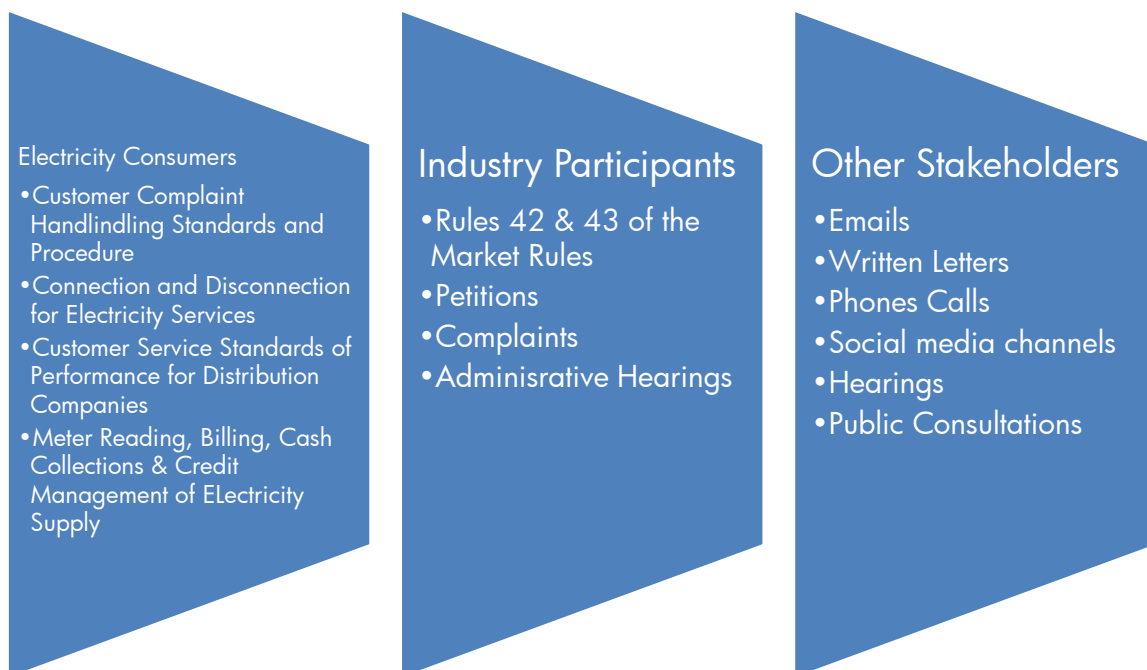 Electricity Consumers
•Customer Complaint
Handlindling Standards and
Procedure
•Connection and Disconnection
for Electricity Services
•Customer Service Standards of
Performance for Distribution
Companies
•Meter Reading, Billing, Cash
Collections & Credit
Management of ELectricity
Supply
Industry Participants
•Rules 42 & 43 of the
Market Rules
•Petitions
•Complaints
•Adminisrative Hearings
Other Stakeholders
•Emails
•Written Letters
•Phones Calls
•Social media channels
•Hearings
•Public Consultations